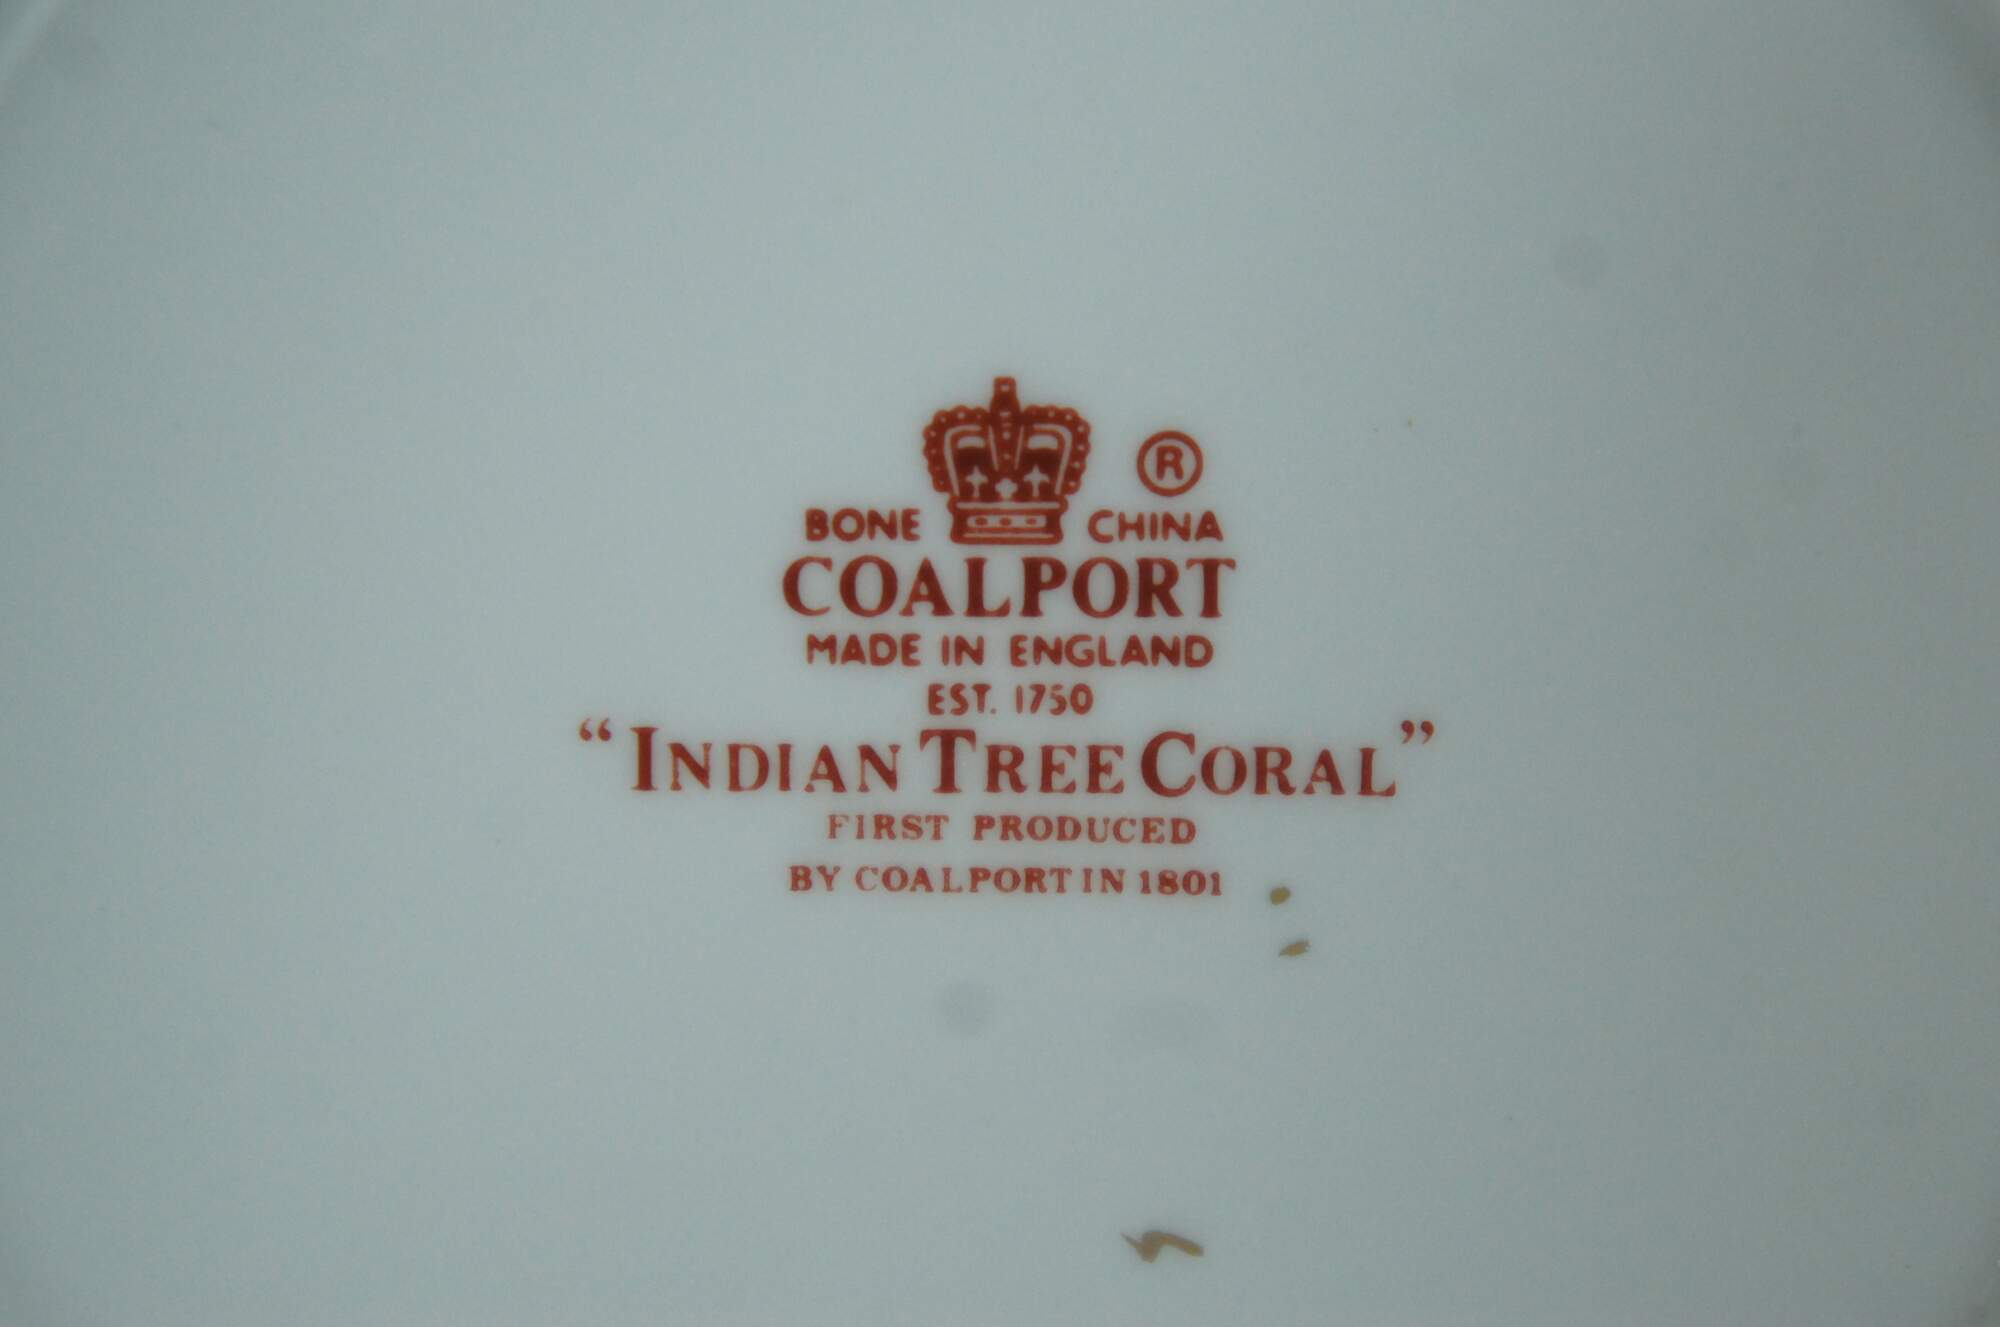 ®
BONE CHINA
COALPORT
MADE IN ENGLAND
EST. 1750
“INDIAN TREE CORAL”
FIRST PRODUCED
BY COALPORT IN 1801